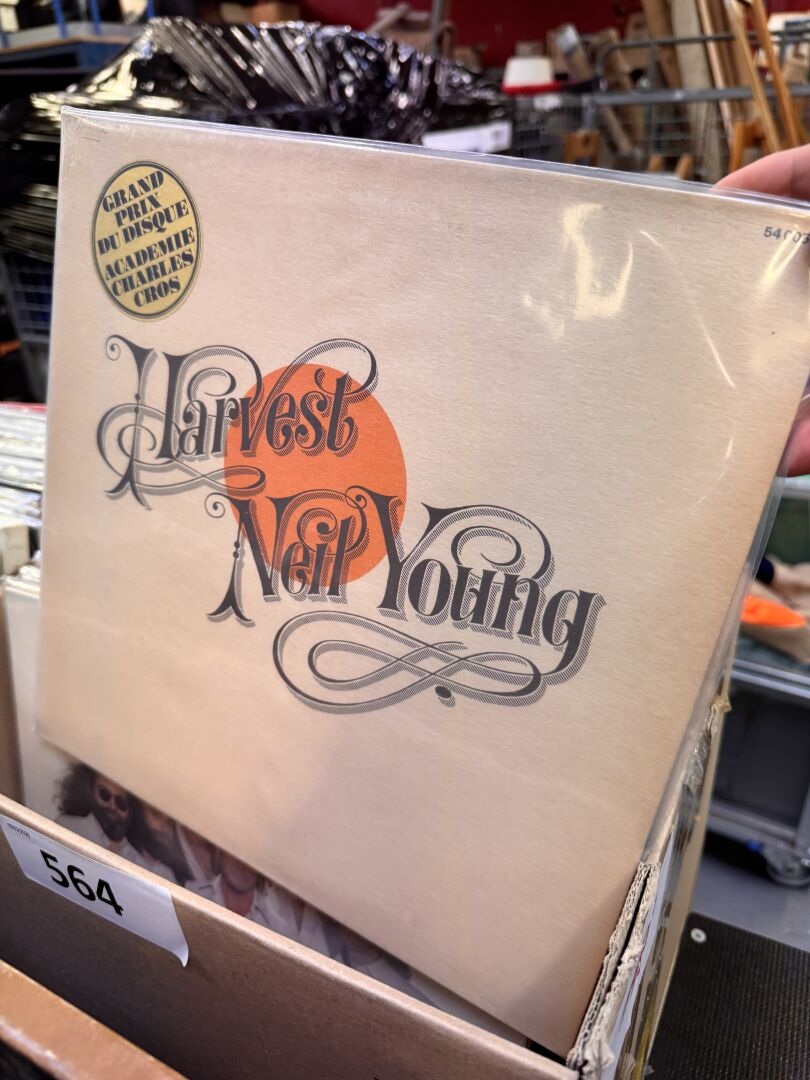 GRAND
PRIX
DU DISQUE
ACADEMIE
CHARLES
CROS
Harvest
Neil Young
564